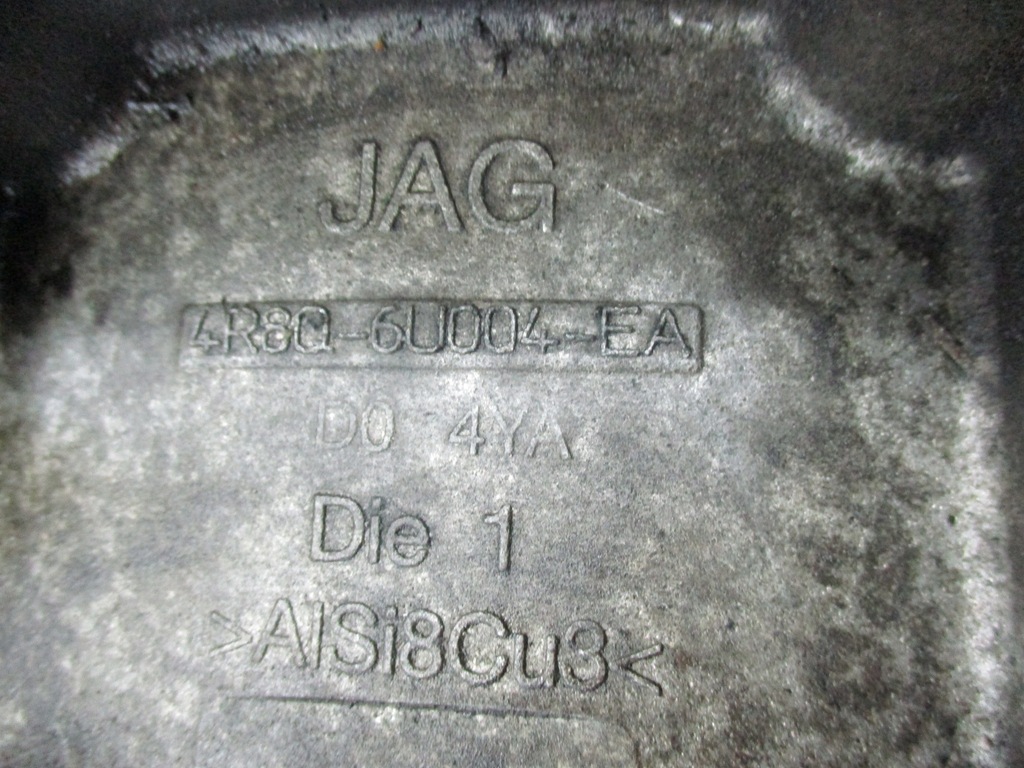 JAG
4R8Q-6U004-EA
D0 4YA
Die 1
>AlSi8Cu3<